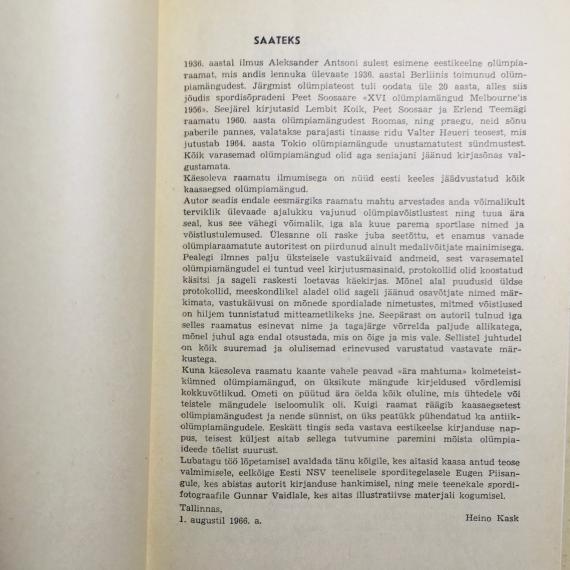 SAATEKS
1936. aastal ilmus Aleksander Antsoni sulest esimene eestikeelne olümpia-
raamat, mis andis lennuka ülevaate 1936. aastal Berliinis toimunud olüm-
piamängudest. Järgmist olümpiateost tuli oodata üle 20 aasta, alles siis
jõudis spordisõpradeni Peet Soosaare «XVI olümpiamängud Melbourne'is
1956». Seejärel kirjutasid Lembit Koik, Peet Soosaar ja Erlend Teemägi
raamatu 1960. aasta olümpiamängudest Roomas, ning praegu, neid sõnu
paberile pannes, valatakse parajasti tinasse ridu Valter Heueri teosest, mis
jutustab 1964. aasta Tokio olümpiamängude unustamatutest sündmustest.
Kõik varasemad olümpiamängud olid aga seniajani jäänud kirjasõnas val-
gustamata.
Käesoleva raamatu ilmumisega on nüüd eesti keeles jäädvustatud kõik
kaasaegsed olümpiamängud.
Autor seadis endale eesmärgiks raamatu mahtu arvestades anda võimalikult
terviklik ülevaade ajalukku vajunud olümpiavõistlustest ning tuua ära
seal, kus see vähegi võimalik, iga ala kuue parema sportlase nimed ja
võistlustulemused. Ülesanne oli raske juba seetõttu, et enamus vanade
olümpiaraamatute autoritest on piirdunud ainult medalivõitjate mainimisega.
Pealegi ilmnes palju üksteisele vastukäivaid andmeid, sest varasematel
olümpiamängudel ei tuntud veel kirjutusmasinaid, protokollid olid koostatud
käsitsi ja sageli raskesti loetavas käekirjas. Mõnel alal puudusid üldse
protokollid, meeskondlikel aladel olid sageli jäänud osavõtjate nimed mär-
kimata, vastukäivusi on mõnede spordialade nimetustes, mitmed võistlused
on hiljem tunnistatud mitteametlikeks jne. Seepärast on autoril tulnud iga
selles raamatus esinevat nime ja tagajärge võrrelda paljude allikatega,
mõnel juhul aga endal otsustada, mis on õige ja mis vale. Sellistel juhtudel
on kõik suuremad ja olulisemad erinevused varustatud vastavate mär-
kustega.
Kuna käesoleva raamatu kaante vahele peavad «ära mahtuma» kolmeteist-
kümned olümpiamängud, on üksikute mängude kirjeldused võrdlemisi
kokkuvõtlikud. Ometi on püütud ära öelda kõik oluline, mis ühtedele või
teistele mängudele iseloomulik oli. Kuigi raamat räägib kaasaegsetest
olümpiamängudest ja nende sünnist, on üks peatükk pühendatud ka antiik-
olümpiamängudele. Eeskätt tingis seda vastava eestikeelse kirjanduse nap-
pus, teisest küljest aitab sellega tutvumine paremini mõista olümpia-
ideede tõelist suurust.
Lubatagu töö lõpetamisel avaldada tänu kõigile, kes aitasid kaasa antud teose
valmimisele, eelkõige Eesti NSV teenelisele sporditegelasele Eugen Piisan-
gule, kes abistas autorit kirjanduse hankimisel, ning meie teenekale spordi-
fotograafile Gunnar Vaidlale, kes aitas illustratiivse materjali kogumisel.
Tallinnas,
1. augustil 1966. a.
Heino Kask